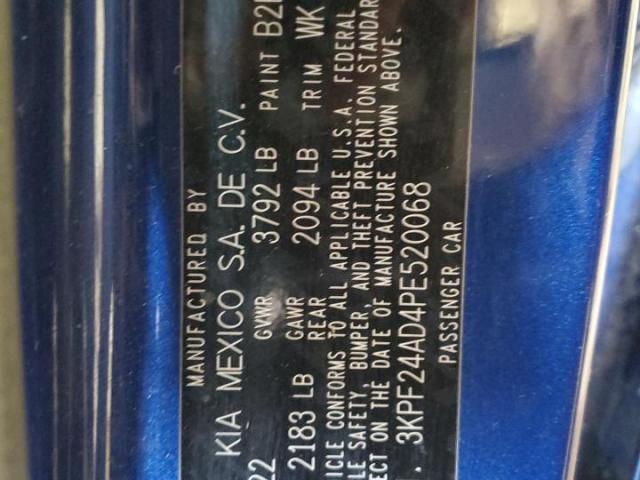 MANUFACTURED BY
KIA MEXICO S.A. DE C.V.
22 GVWR 3792 LB PAINT
2183 LB GAWR REAR 2094 LB TRIM WK
ICLE CONFORMS TO ALL APPLICABLE U.S.A. FEDERAL
LE SAFETY, BUMPER, AND THEFT PREVENTION STANDAR
ECT ON THE DATE OF MANUFACTURE SHOWN ABOVE.
3KPF24AD4PE520068
PASSENGER CAR